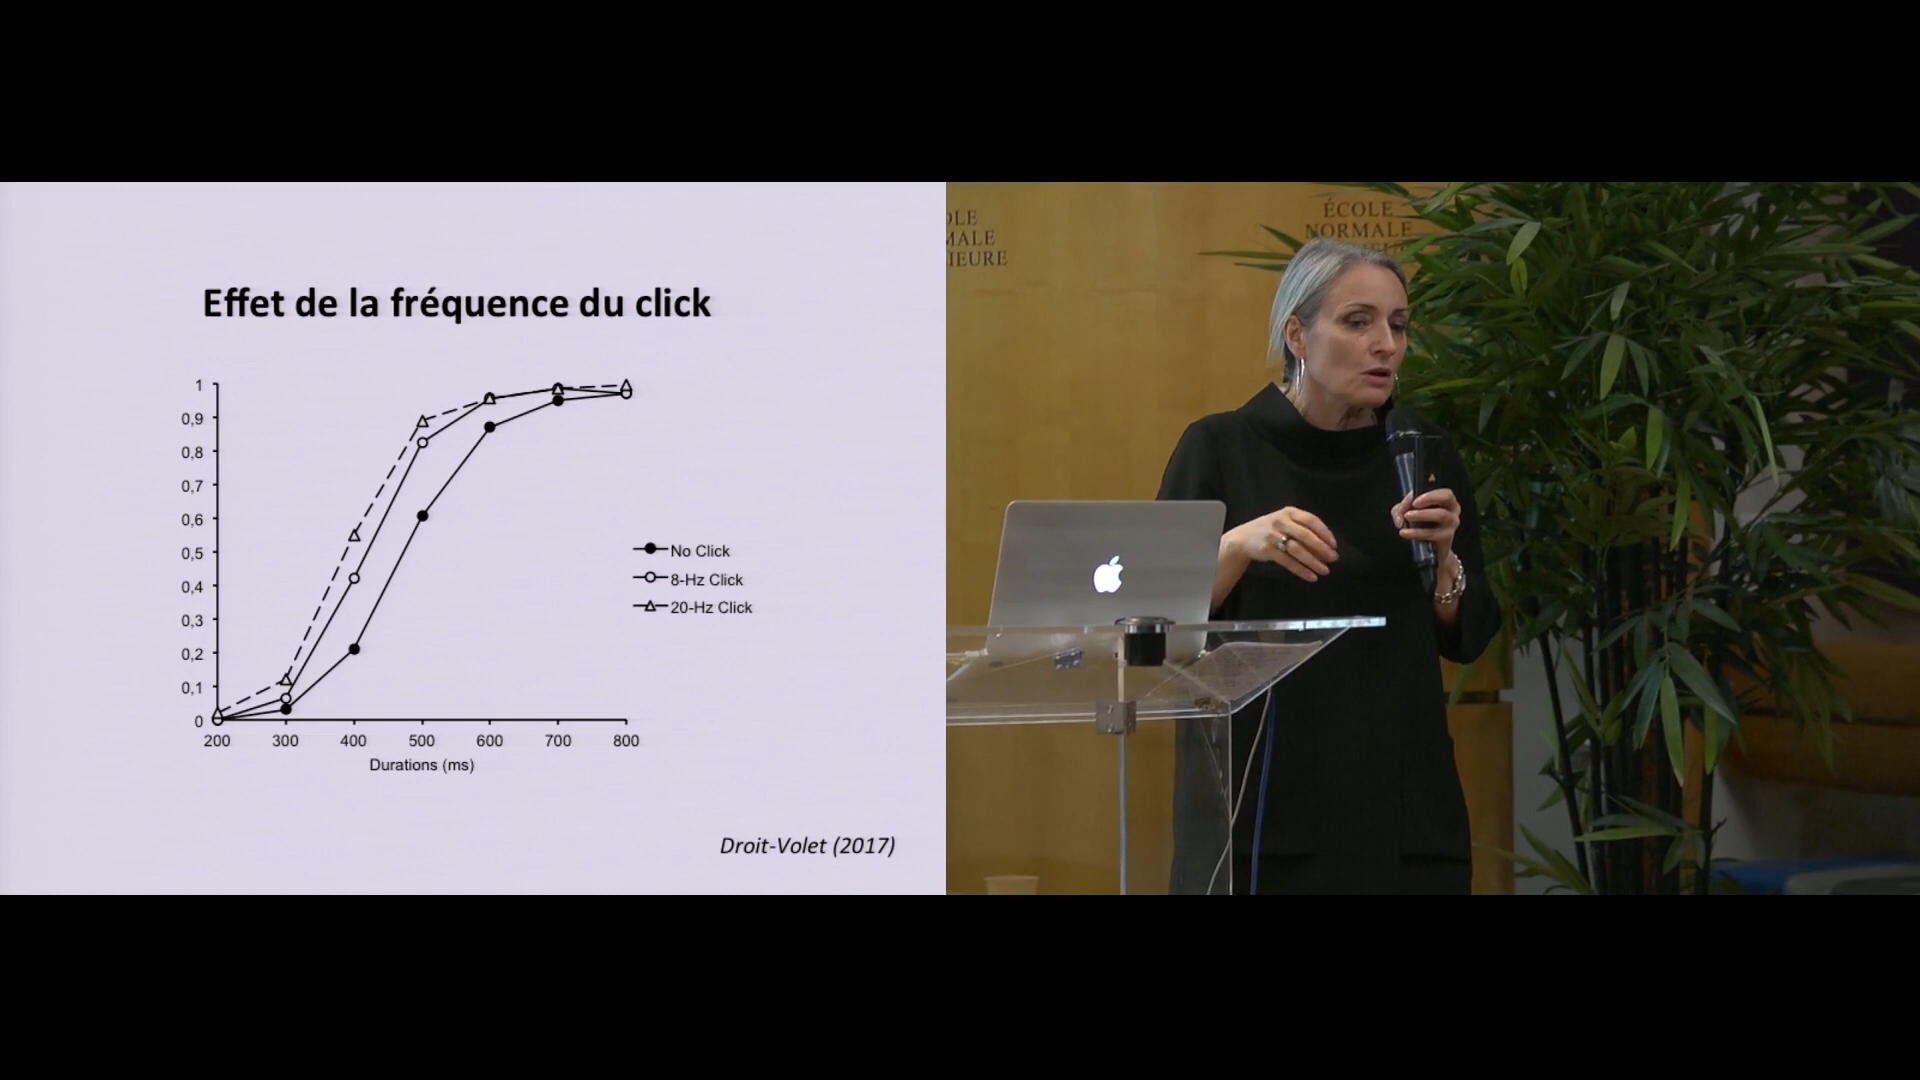 Effet de la fréquence du click
1
0,9
0,8
0,7
0,6
0,5
0,4
0,3
0,2
0,1
0
200 300 400 500 600 700 800
Durations (ms)
No Click
8-Hz Click
20-Hz Click
Droit-Volet (2017)
ÉCOLE
NORMALE